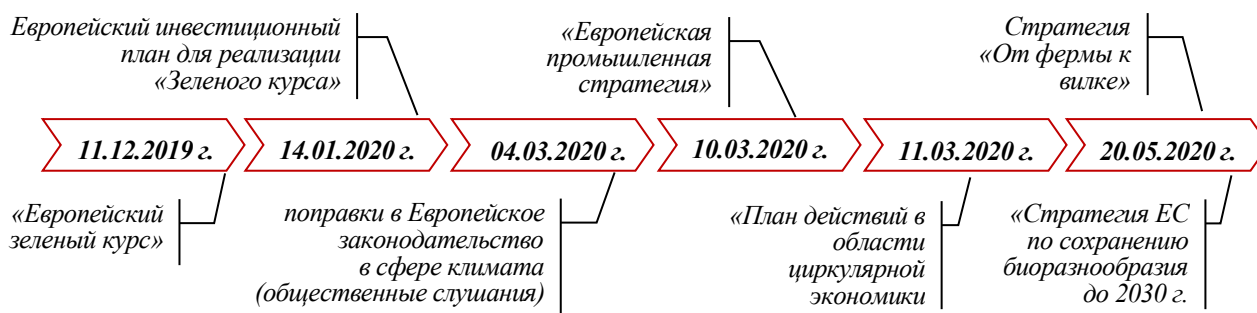 Европейский инвестиционный
план для реализации
«Зеленого курса»
«Европейская
промышленная
стратегия»
Стратегия
«От фермы к
вилке»
11.12.2019 г.
14.01.2020 г.
04.03.2020 г.
10.03.2020 г.
11.03.2020 г.
20.05.2020 г.
«Европейский
зеленый курс»
поправки в Европейское
законодательство
в сфере климата
(общественные слушания)
«План действий в
области
циркулярной
экономики
«Стратегия ЕС
по сохранению
биоразнообразия
до 2030 г.